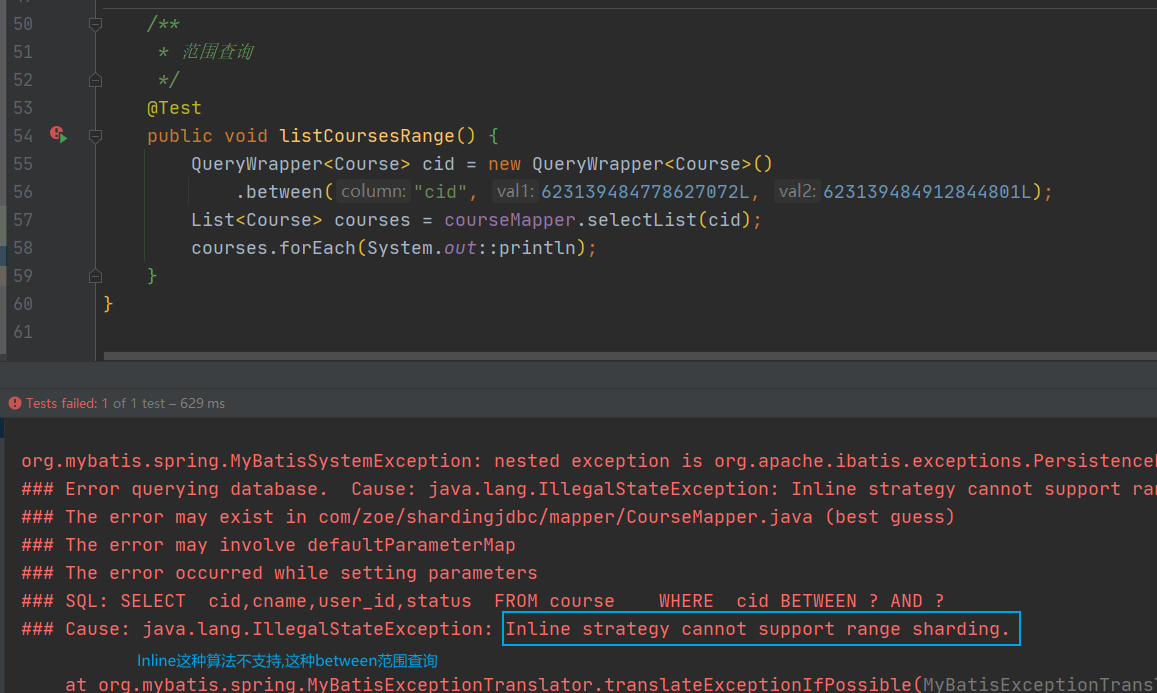 50 /**
51 * 范围查询
52 */
53 @Test
54 public void listCoursesRange() {
55 QueryWrapper<Course> cid = new QueryWrapper<Course>()
56 .between( column: "cid", val1: 623139484778627072L, val2: 623139484912844801L);
57 List<Course> courses = courseMapper.selectList(cid);
58 courses.forEach(System.out::println);
59 }
60 }
61
Tests failed: 1 of 1 test – 629 ms
org.mybatis.spring.MyBatisSystemException: nested exception is org.apache.ibatis.exceptions.Persistence
### Error querying database.  Cause: java.lang.IllegalStateException: Inline strategy cannot support ran
### The error may exist in com/zoe/shardingjdbc/mapper/CourseMapper.java (best guess)
### The error may involve defaultParameterMap
### The error occurred while setting parameters
### SQL: SELECT  cid,cname,user_id,status  FROM course    WHERE  cid BETWEEN ? AND ?
### Cause: java.lang.IllegalStateException: Inline strategy cannot support range sharding.
Inline这种算法不支持,这种between范围查询
at org.mybatis.spring.MyBatisExceptionTranslator.translateExceptionIfPossible(MyBatisExceptionTrans